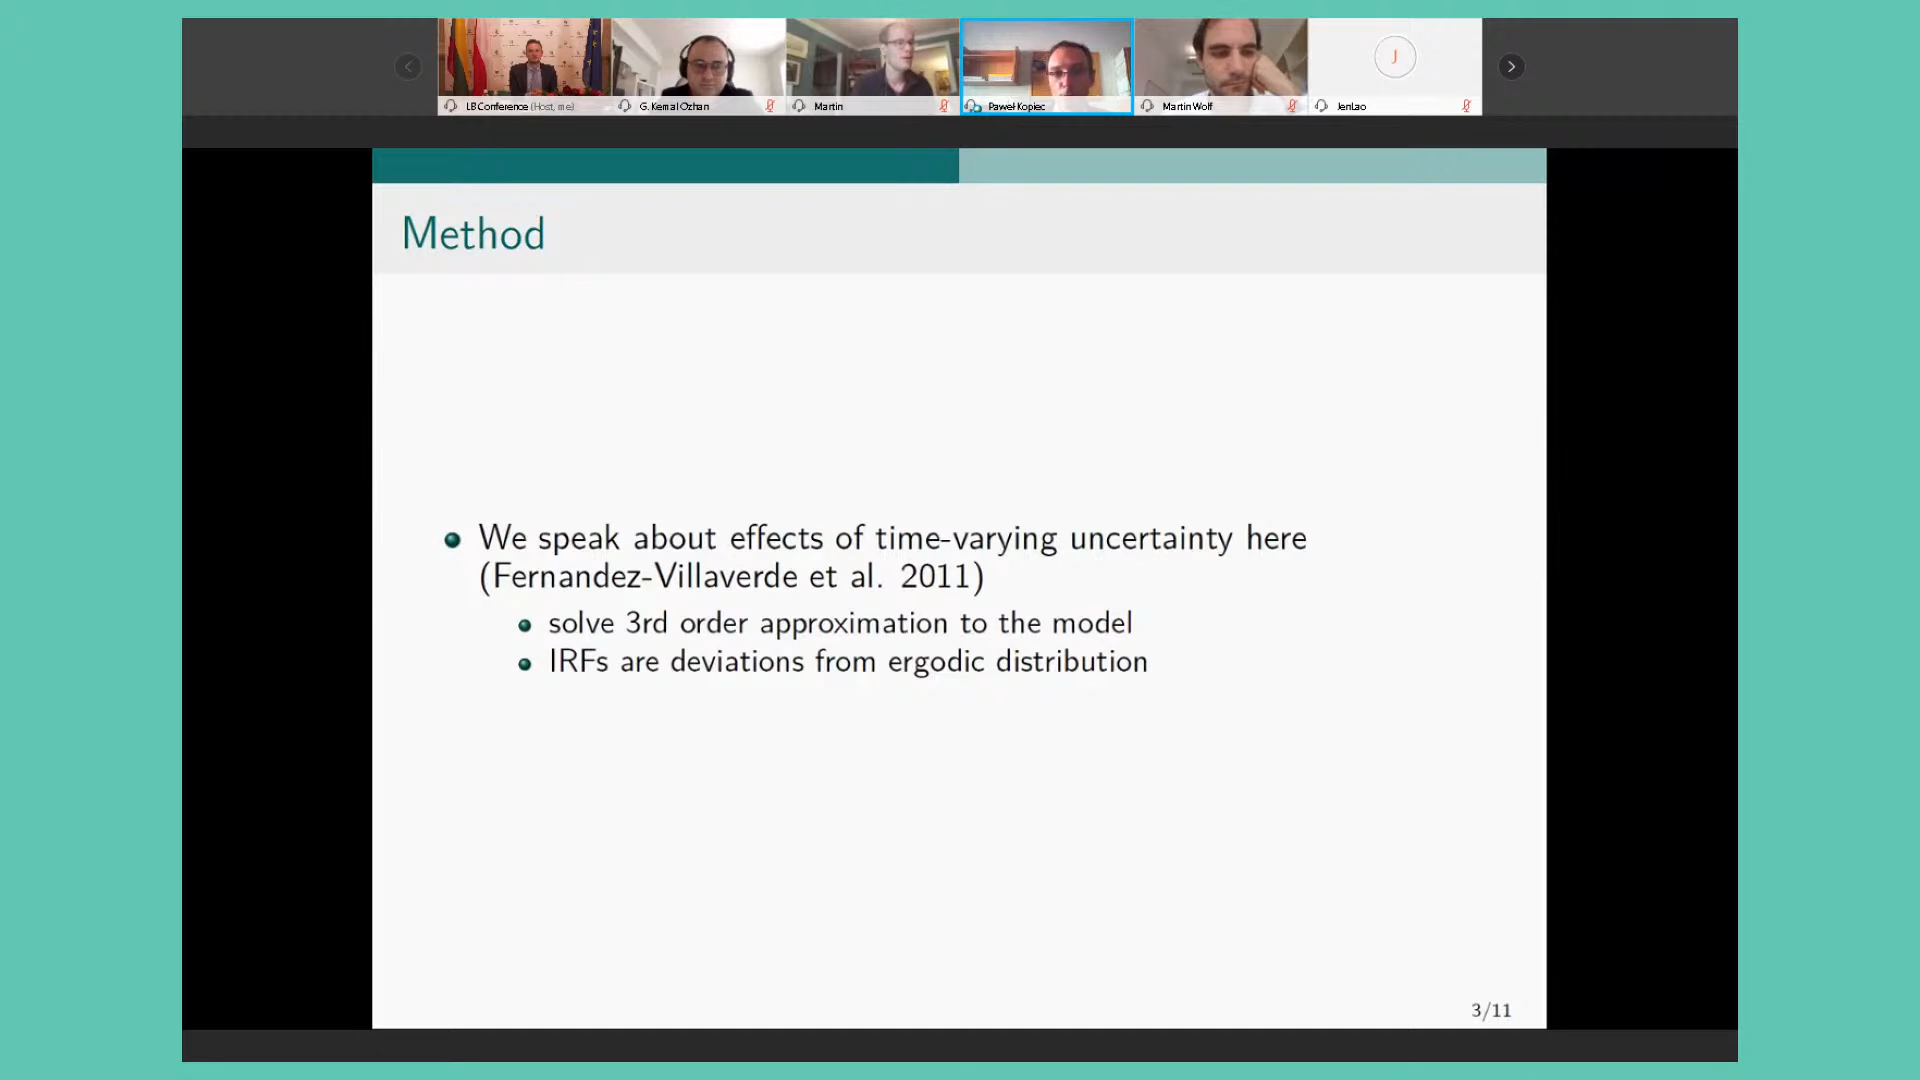 LB Conference (Host, me)
G. Kemal Ozhan
Martin
Paweł Kopiec
Martin Wolf
J
Jen Lao
Method
We speak about effects of time-varying uncertainty here
(Fernandez-Villaverde et al. 2011)
solve 3rd order approximation to the model
IRFs are deviations from ergodic distribution
3/11